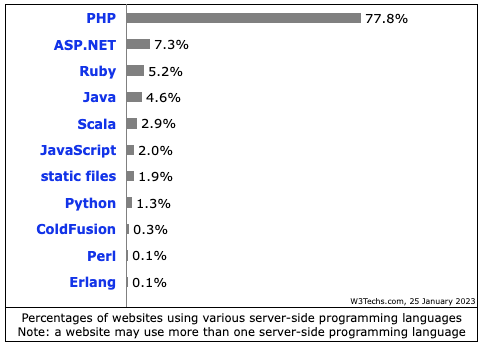 PHP 77.8%
ASP.NET 7.3%
Ruby 5.2%
Java 4.6%
Scala 2.9%
JavaScript 2.0%
static files 1.9%
Python 1.3%
ColdFusion 0.3%
Perl 0.1%
Erlang 0.1%
W3Techs.com, 25 January 2023
Percentages of websites using various server-side programming languages
Note: a website may use more than one server-side programming language